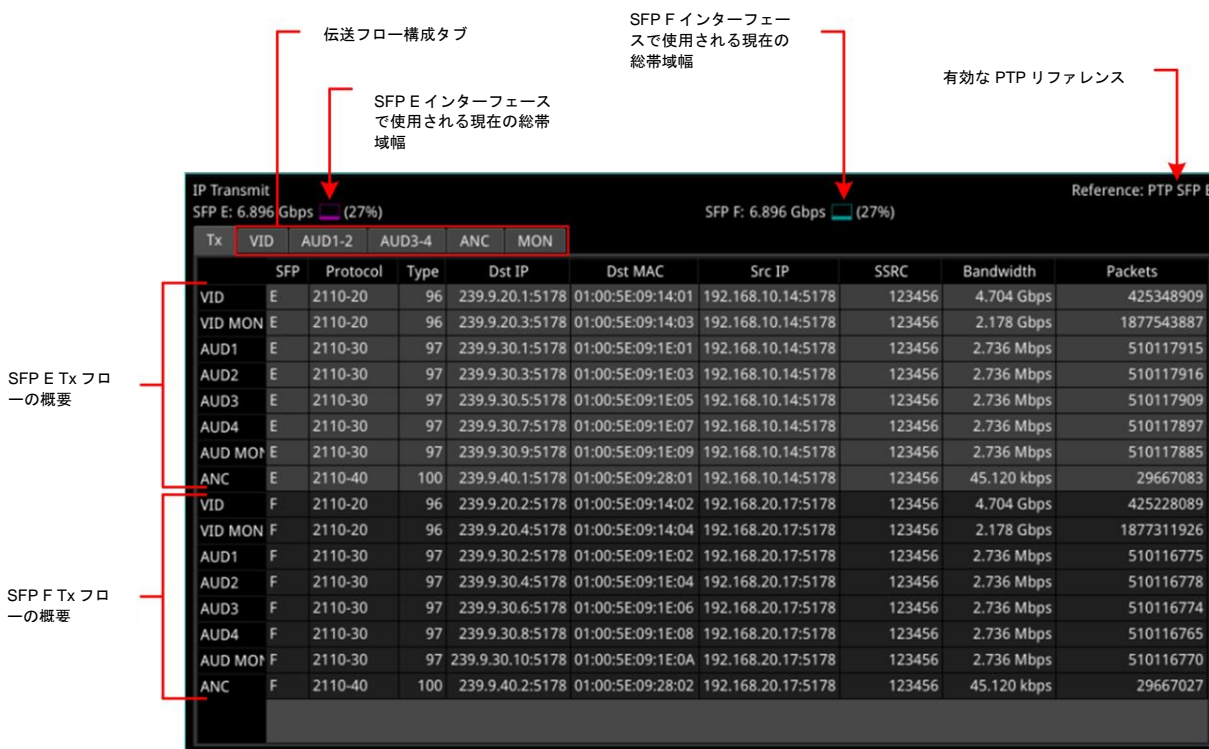 伝送フロー構成タブ
SFP F インターフェー
スで使用される現在の
総帯域幅
有効な PTP リファレンス
SFP E インターフェース
で使用される現在の総帯
域幅
IP Transmit
Reference: PTP SFP E
SFP E: 6.896 Gbps (27%)
SFP F: 6.896 Gbps (27%)
Tx VID AUD1-2 AUD3-4 ANC MON
SFP Protocol Type Dst IP Dst MAC Src IP SSRC Bandwidth Packets
VID E 2110-20 96 239.9.20.1:5178 01:00:5E:09:14:01 192.168.10.14:5178 123456 4.704 Gbps 425348909
VID MON E 2110-20 96 239.9.20.3:5178 01:00:5E:09:14:03 192.168.10.14:5178 123456 2.178 Gbps 1877543887
AUD1 E 2110-30 97 239.9.30.1:5178 01:00:5E:09:1E:01 192.168.10.14:5178 123456 2.736 Mbps 510117915
AUD2 E 2110-30 97 239.9.30.3:5178 01:00:5E:09:1E:03 192.168.10.14:5178 123456 2.736 Mbps 510117916
AUD3 E 2110-30 97 239.9.30.5:5178 01:00:5E:09:1E:05 192.168.10.14:5178 123456 2.736 Mbps 510117909
AUD4 E 2110-30 97 239.9.30.7:5178 01:00:5E:09:1E:07 192.168.10.14:5178 123456 2.736 Mbps 510117897
AUD MON E 2110-30 97 239.9.30.9:5178 01:00:5E:09:1E:09 192.168.10.14:5178 123456 2.736 Mbps 510117885
ANC E 2110-40 100 239.9.40.1:5178 01:00:5E:09:28:01 192.168.10.14:5178 123456 45.120 kbps 29667083
VID F 2110-20 96 239.9.20.2:5178 01:00:5E:09:14:02 192.168.20.17:5178 123456 4.704 Gbps 425228089
VID MON F 2110-20 96 239.9.20.4:5178 01:00:5E:09:14:04 192.168.20.17:5178 123456 2.178 Gbps 1877311926
AUD1 F 2110-30 97 239.9.30.2:5178 01:00:5E:09:1E:02 192.168.20.17:5178 123456 2.736 Mbps 510116775
AUD2 F 2110-30 97 239.9.30.4:5178 01:00:5E:09:1E:04 192.168.20.17:5178 123456 2.736 Mbps 510116778
AUD3 F 2110-30 97 239.9.30.6:5178 01:00:5E:09:1E:06 192.168.20.17:5178 123456 2.736 Mbps 510116774
AUD4 F 2110-30 97 239.9.30.8:5178 01:00:5E:09:1E:08 192.168.20.17:5178 123456 2.736 Mbps 510116765
AUD MON F 2110-30 97 239.9.30.10:5178 01:00:5E:09:1E:0A 192.168.20.17:5178 123456 2.736 Mbps 510116770
ANC F 2110-40 100 239.9.40.2:5178 01:00:5E:09:28:02 192.168.20.17:5178 123456 45.120 kbps 29667027
SFP E Tx フロ
ーの概要
SFP F Tx フロ
ーの概要